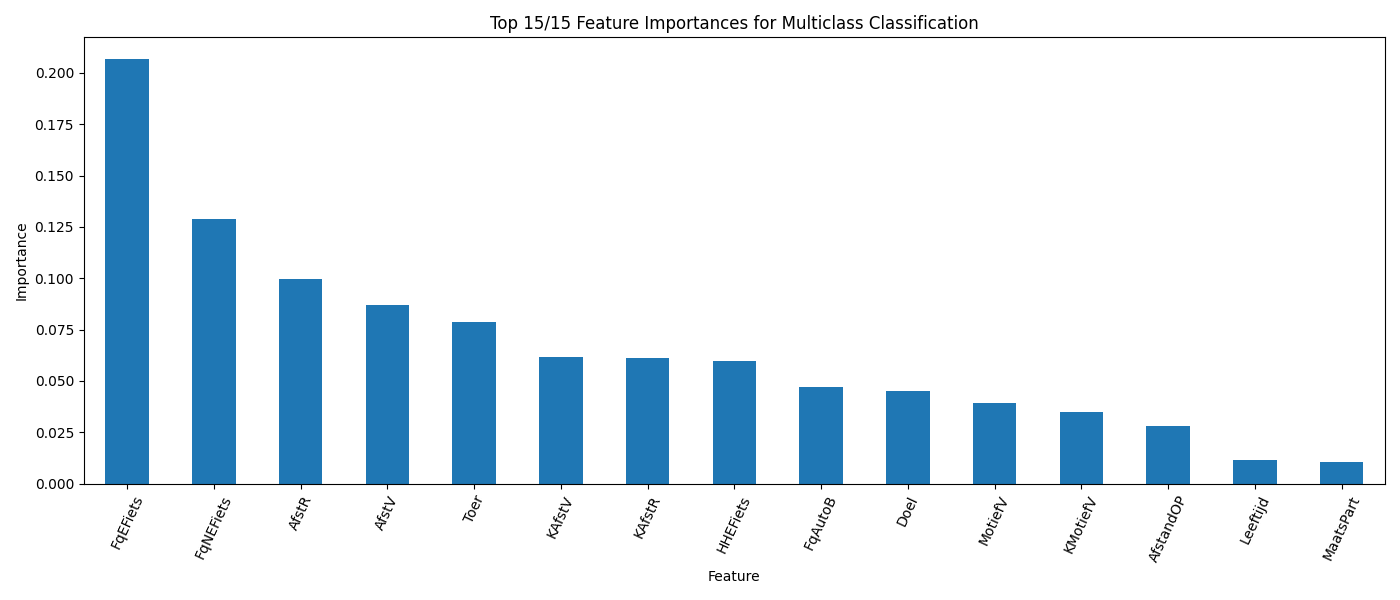 Top 15/15 Feature Importances for Multiclass Classification
Importance
0.200
0.175
0.150
0.125
0.100
0.075
0.050
0.025
0.000
FqEFiets
FqNEFiets
AfstR
AfstV
Toer
KAfstV
KAfstR
HHEFiets
FqAutoB
Doel
MotiefV
KMotiefV
AfstandOP
Leeftijd
MaatsPart
Feature